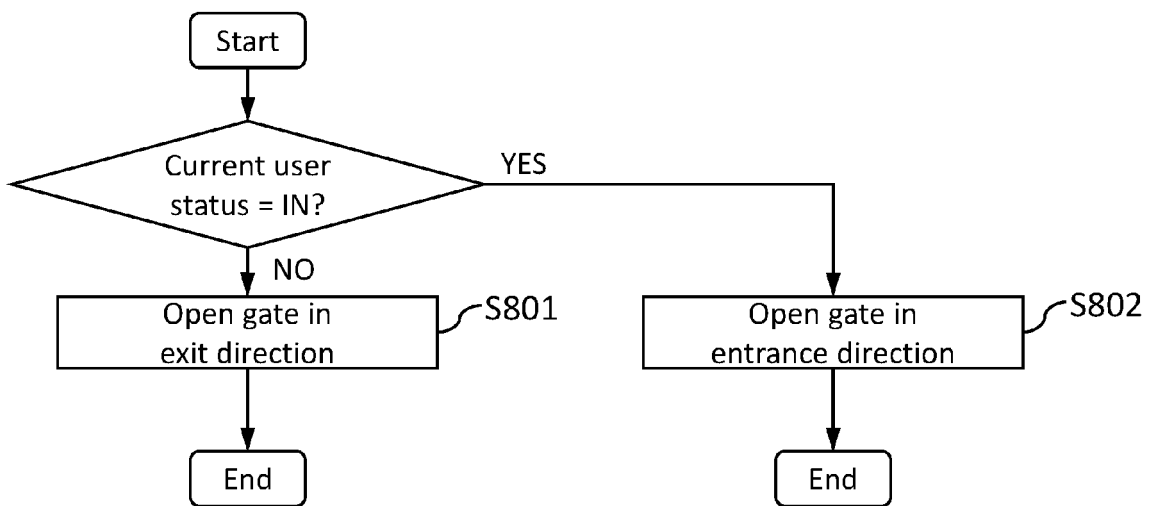 Start
Current user
status = IN?
YES
NO
Open gate in
exit direction
S801
Open gate in
entrance direction
S802
End
End